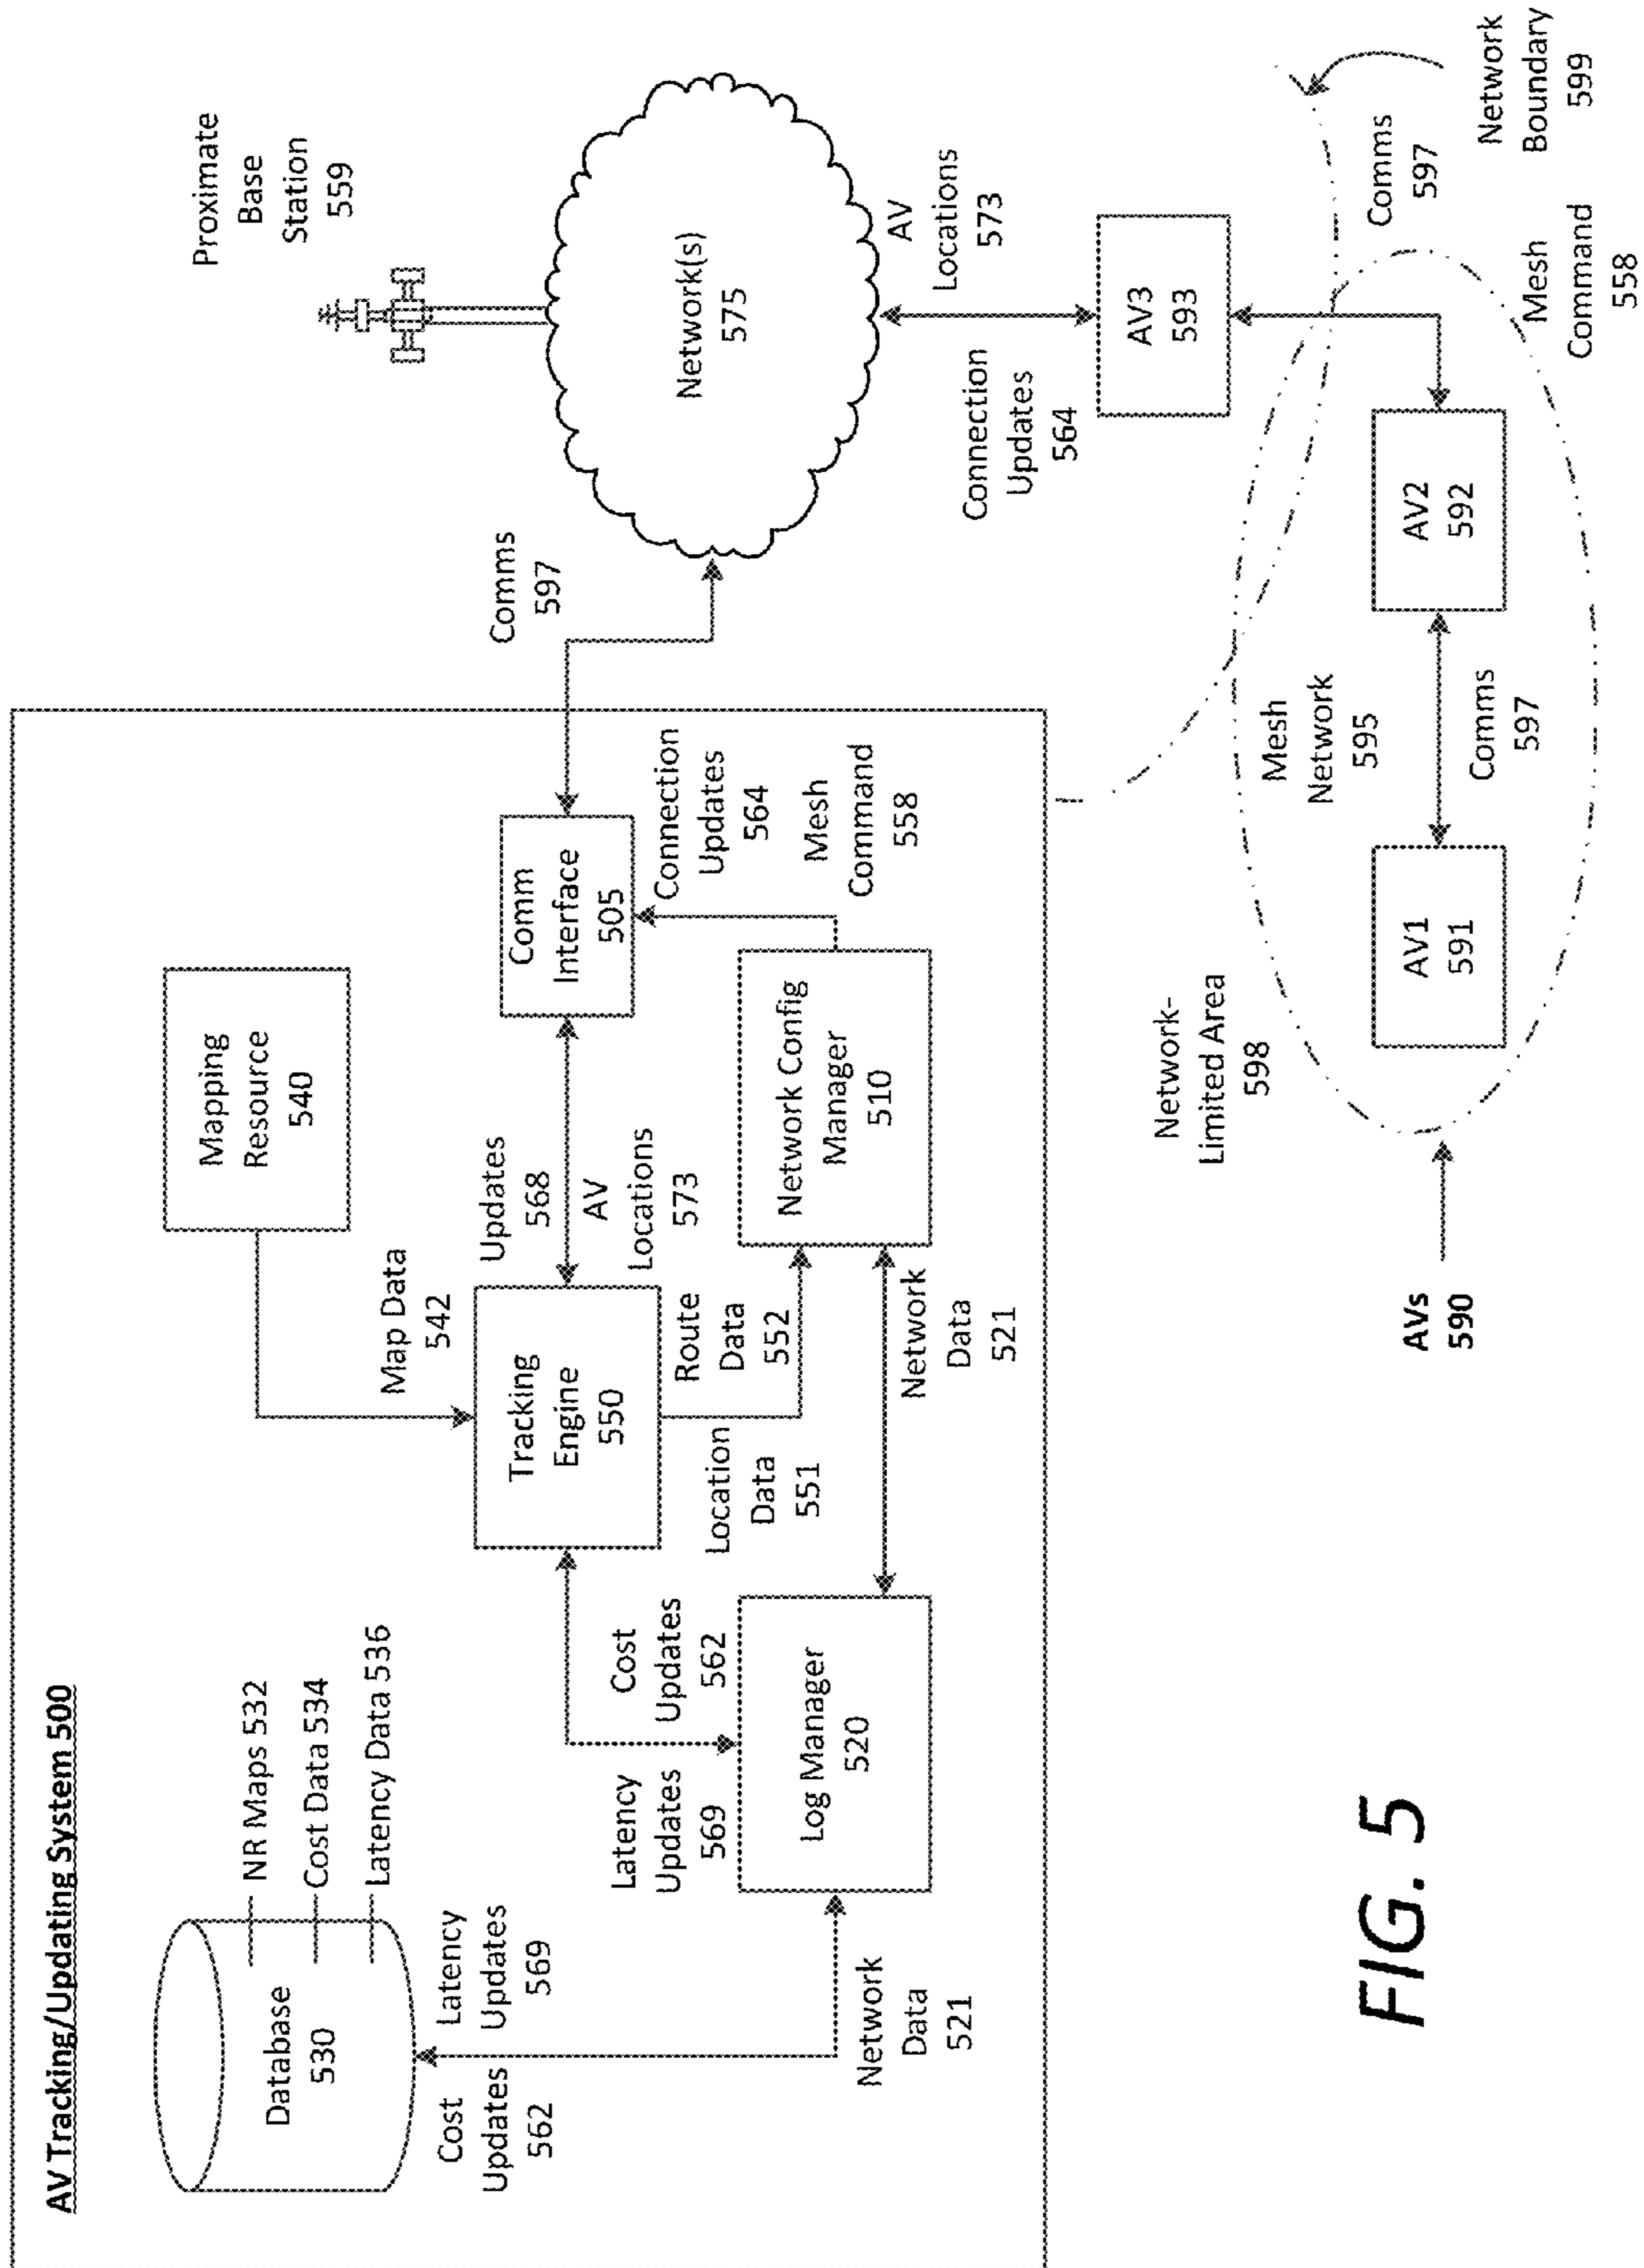 AV Tracking/Updating System 500
Database
530
NR Maps 532
Cost Data 534
Latency Data 536
Cost
Updates
562
Latency
Updates
569
Network
Data
521
Latency
Updates
569
Cost
Updates
562
Log Manager
520
Map Data
542
Mapping
Resource
540
Tracking
Engine
550
Location
Data
551
Route
Data
552
Updates
568
AV
Locations
573
Network
Data
521
Network Config
Manager
510
Comm
Interface
505
Connection
Updates
564
Mesh
Command
558
Comms
597
Proximate
Base
Station
559
Network(s)
575
Connection
Updates
564
AV
Locations
573
AV3
593
Network-
Limited Area
598
Mesh
Network
595
AVs
590
AV1
591
Comms
597
AV2
592
Mesh
Command
558
Comms
597
Network
Boundary
599
FIG. 5